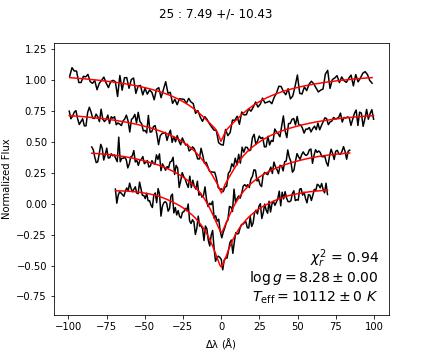 25 : 7.49 +/- 10.43
1.25
1.00
0.75
0.50
0.25
0.00
−0.25
−0.50
−0.75
Normalized Flux
χ²ᵣ = 0.94
log g = 8.28 ± 0.00
T_eff = 10112 ± 0 K
−100 −75 −50 −25 0 25 50 75 100
Δλ (Å)